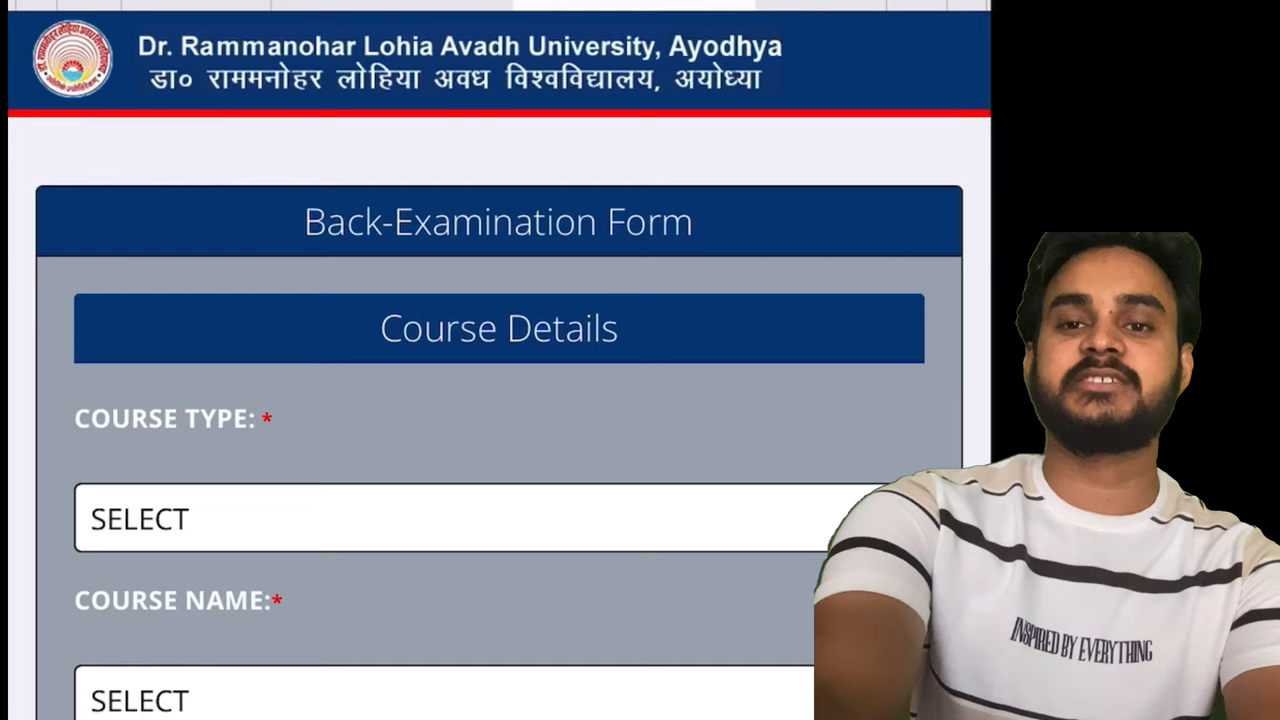 Dr. Rammanohar Lohia Avadh University, Ayodhya
डा० राममनोहर लोहिया अवध विश्वविद्यालय, अयोध्या
Back-Examination Form
Course Details
COURSE TYPE: *
SELECT
COURSE NAME:*
SELECT
INSPIRED BY EVERYTHING